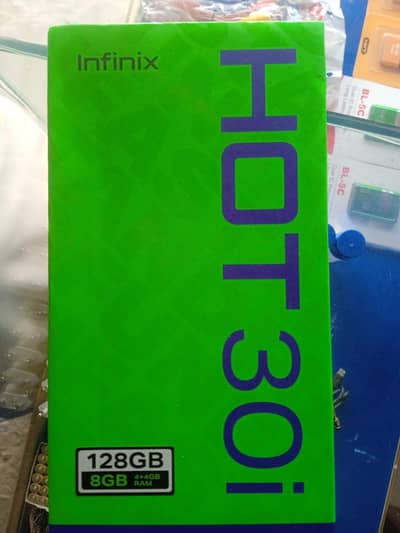 Infinix
HOT 30i
128GB
8GB 4+4GB RAM
BL-5C
BL-5C